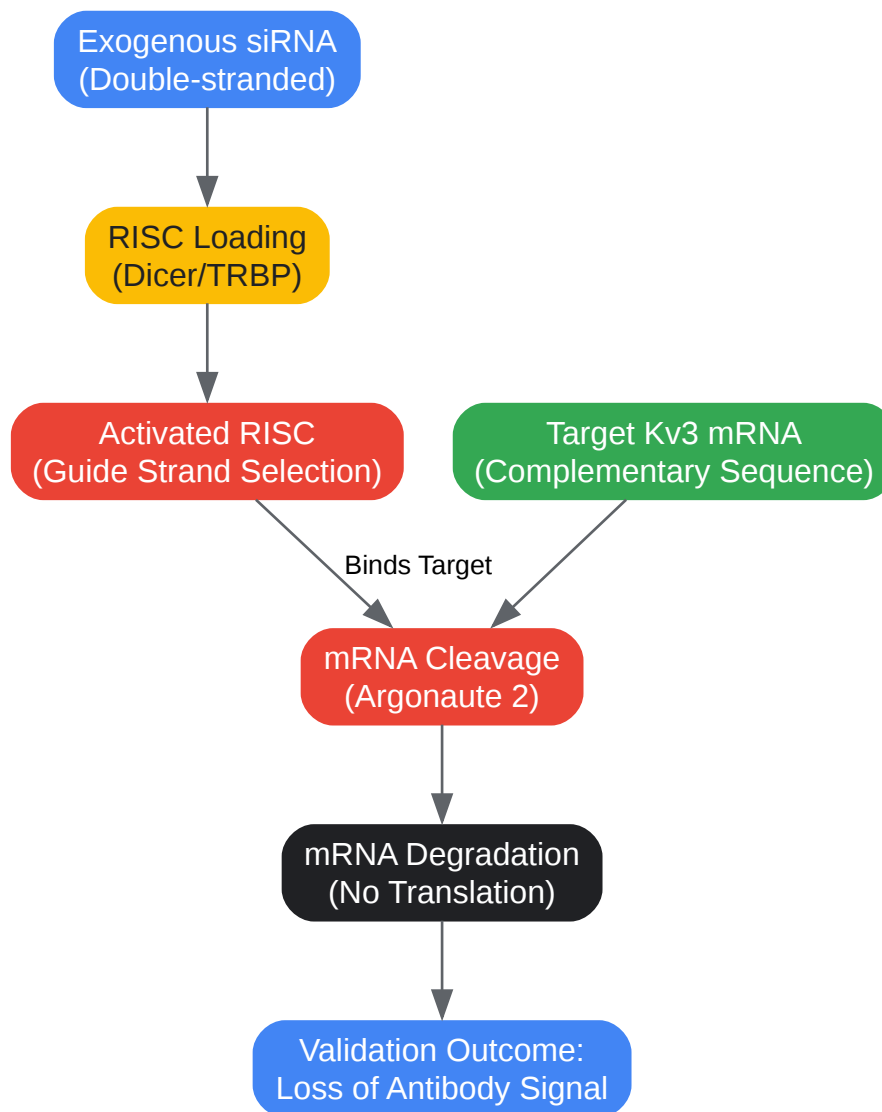 Exogenous siRNA
(Double-stranded)
RISC Loading
(Dicer/TRBP)
Activated RISC
(Guide Strand Selection)
Target Kv3 mRNA
(Complementary Sequence)
Binds Target
mRNA Cleavage
(Argonaute 2)
mRNA Degradation
(No Translation)
Validation Outcome:
Loss of Antibody Signal